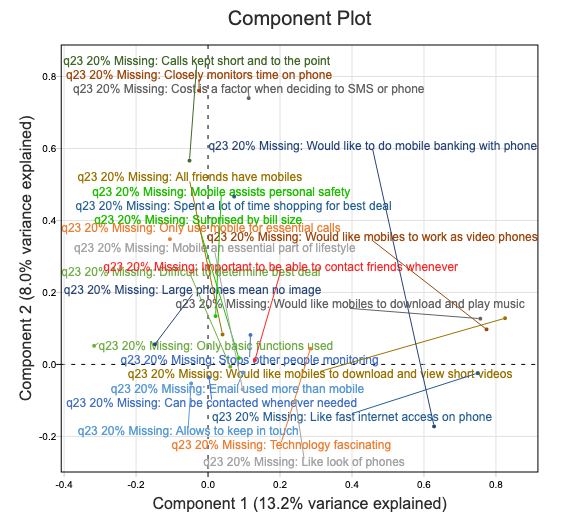 Component Plot
q23 20% Missing: Calls kept short and to the point
q23 20% Missing: Closely monitors time on phone
q23 20% Missing: Cost is a factor when deciding to SMS or phone
q23 20% Missing: Would like to do mobile banking with phone
q23 20% Missing: All friends have mobiles
q23 20% Missing: Mobile assists personal safety
q23 20% Missing: Spent a lot of time shopping for best deal
q23 20% Missing: Surprised by bill size
q23 20% Missing: Only use mobile for essential calls
q23 20% Missing: Would like mobiles to work as video phones
q23 20% Missing: Mobile an essential part of lifestyle
q23 20% Missing: Important to be able to contact friends whenever
q23 20% Missing: Difficult to determine best deal
q23 20% Missing: Large phones mean no image
q23 20% Missing: Would like mobiles to download and play music
q23 20% Missing: Only basic functions used
q23 20% Missing: Stops other people monitoring
q23 20% Missing: Would like mobiles to download and view short videos
q23 20% Missing: Email used more than mobile
q23 20% Missing: Can be contacted whenever needed
q23 20% Missing: Like fast internet access on phone
q23 20% Missing: Allows to keep in touch
q23 20% Missing: Technology fascinating
q23 20% Missing: Like look of phones
0.8
0.6
0.4
0.2
0.0
-0.2
-0.4
-0.2
0.0
0.2
0.4
0.6
0.8
Component 1 (13.2% variance explained)
Component 2 (8.0% variance explained)